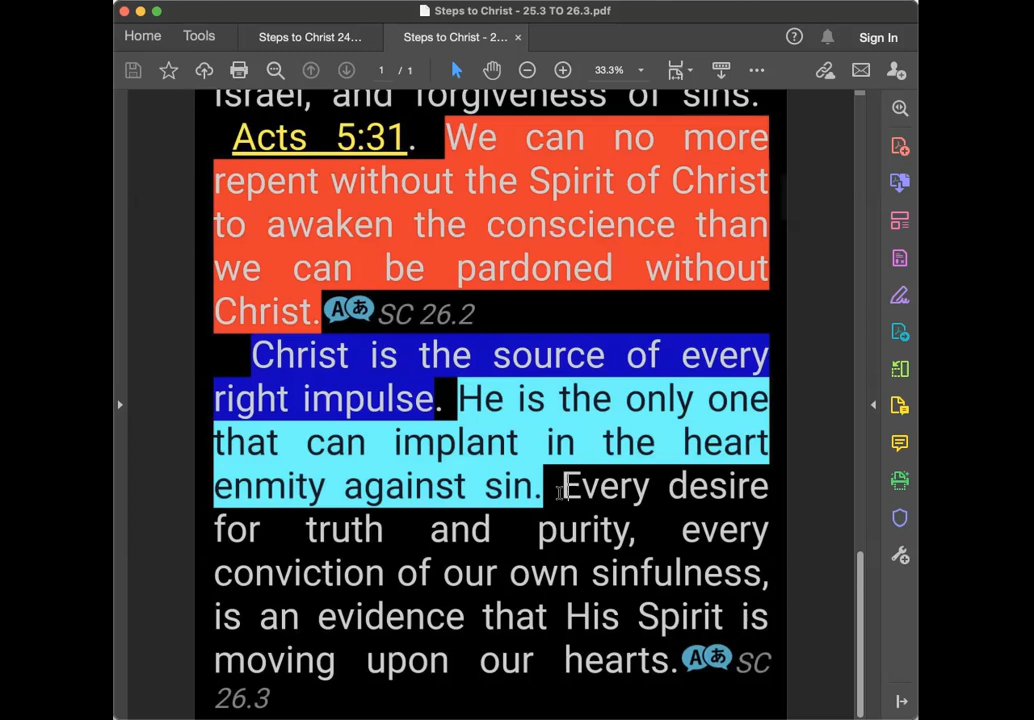 Steps to Christ - 25.3 TO 26.3.pdf
Home Tools Steps to Christ 24... Steps to Christ - 2... × Sign In
1 / 1 33.3%
Israel, and forgiveness of sins.
Acts 5:31. We can no more
repent without the Spirit of Christ
to awaken the conscience than
we can be pardoned without
Christ. Aあ SC 26.2
Christ is the source of every
right impulse. He is the only one
that can implant in the heart
enmity against sin. Every desire
for truth and purity, every
conviction of our own sinfulness,
is an evidence that His Spirit is
moving upon our hearts. Aあ SC
26.3